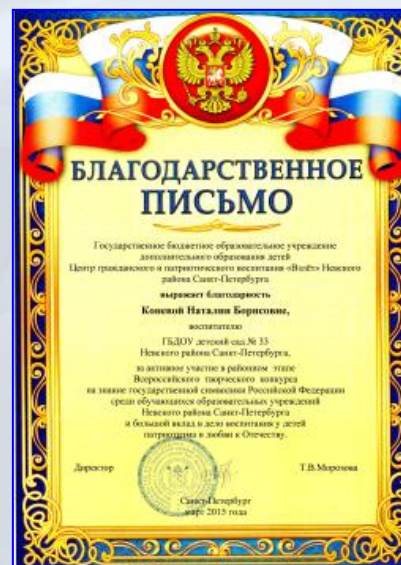 БЛАГОДАРСТВЕННОЕ
ПИСЬМО
Государственное бюджетное образовательное учреждение
дополнительного образования детей
Центр гражданского и патриотического воспитания «Взлёт» Невского
района Санкт-Петербурга
выражает благодарность
Коневой Наталии Борисовне,
воспитателю
ГБДОУ детский сад № 33
Невского района Санкт-Петербурга,
за активное участие в районном этапе
Всероссийского творческого конкурса
на знание государственной символики Российской Федерации
среди обучающихся образовательных учреждений
Невского района Санкт-Петербурга
и большой вклад в дело воспитания у детей
патриотизма и любви к Отечеству.
Директор Т.В.Морозова
Санкт-Петербург
март 2015 года